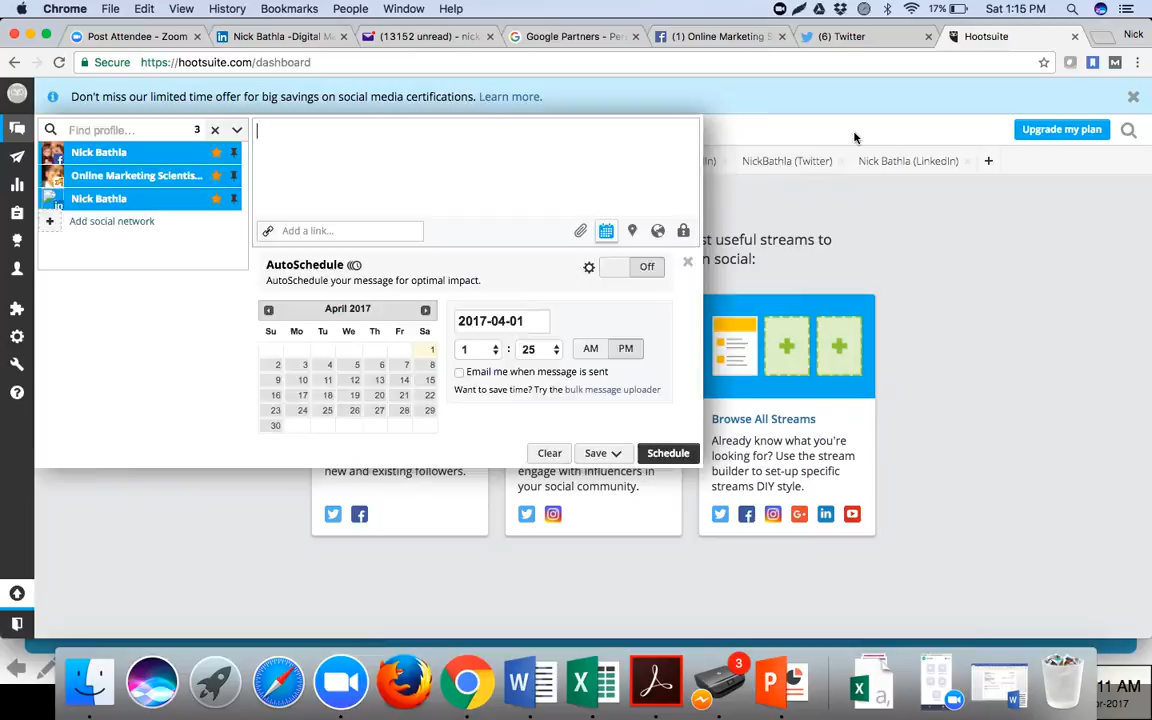 Chrome File Edit View History Bookmarks People Window Help 17% Sat 1:15 PM
Post Attendee - Zoom
Nick Bathla -Digital M
(13152 unread) - nick
Google Partners - Per
(1) Online Marketing S
(6) Twitter
Hootsuite
Nick
Secure https://hootsuite.com/dashboard
Don't miss our limited time offer for big savings on social media certifications. Learn more.
Find profile... 3
Upgrade my plan
Nick Bathla
Online Marketing Scientis...
Nick Bathla
Add social network
In)
NickBathla (Twitter)
Nick Bathla (LinkedIn)
Add a link...
st useful streams to
n social:
AutoSchedule
Off
AutoSchedule your message for optimal impact.
April 2017
Su Mo Tu We Th Fr Sa
1
2 3 4 5 6 7 8
9 10 11 12 13 14 15
16 17 18 19 20 21 22
23 24 25 26 27 28 29
30
2017-04-01
1 : 25 AM PM
Email me when message is sent
Want to save time? Try the bulk message uploader
Clear Save Schedule
new and existing followers.
engage with influencers in
your social community.
Browse All Streams
Already know what you're
looking for? Use the stream
builder to set-up specific
streams DIY style.
3
11 AM
pr-2017